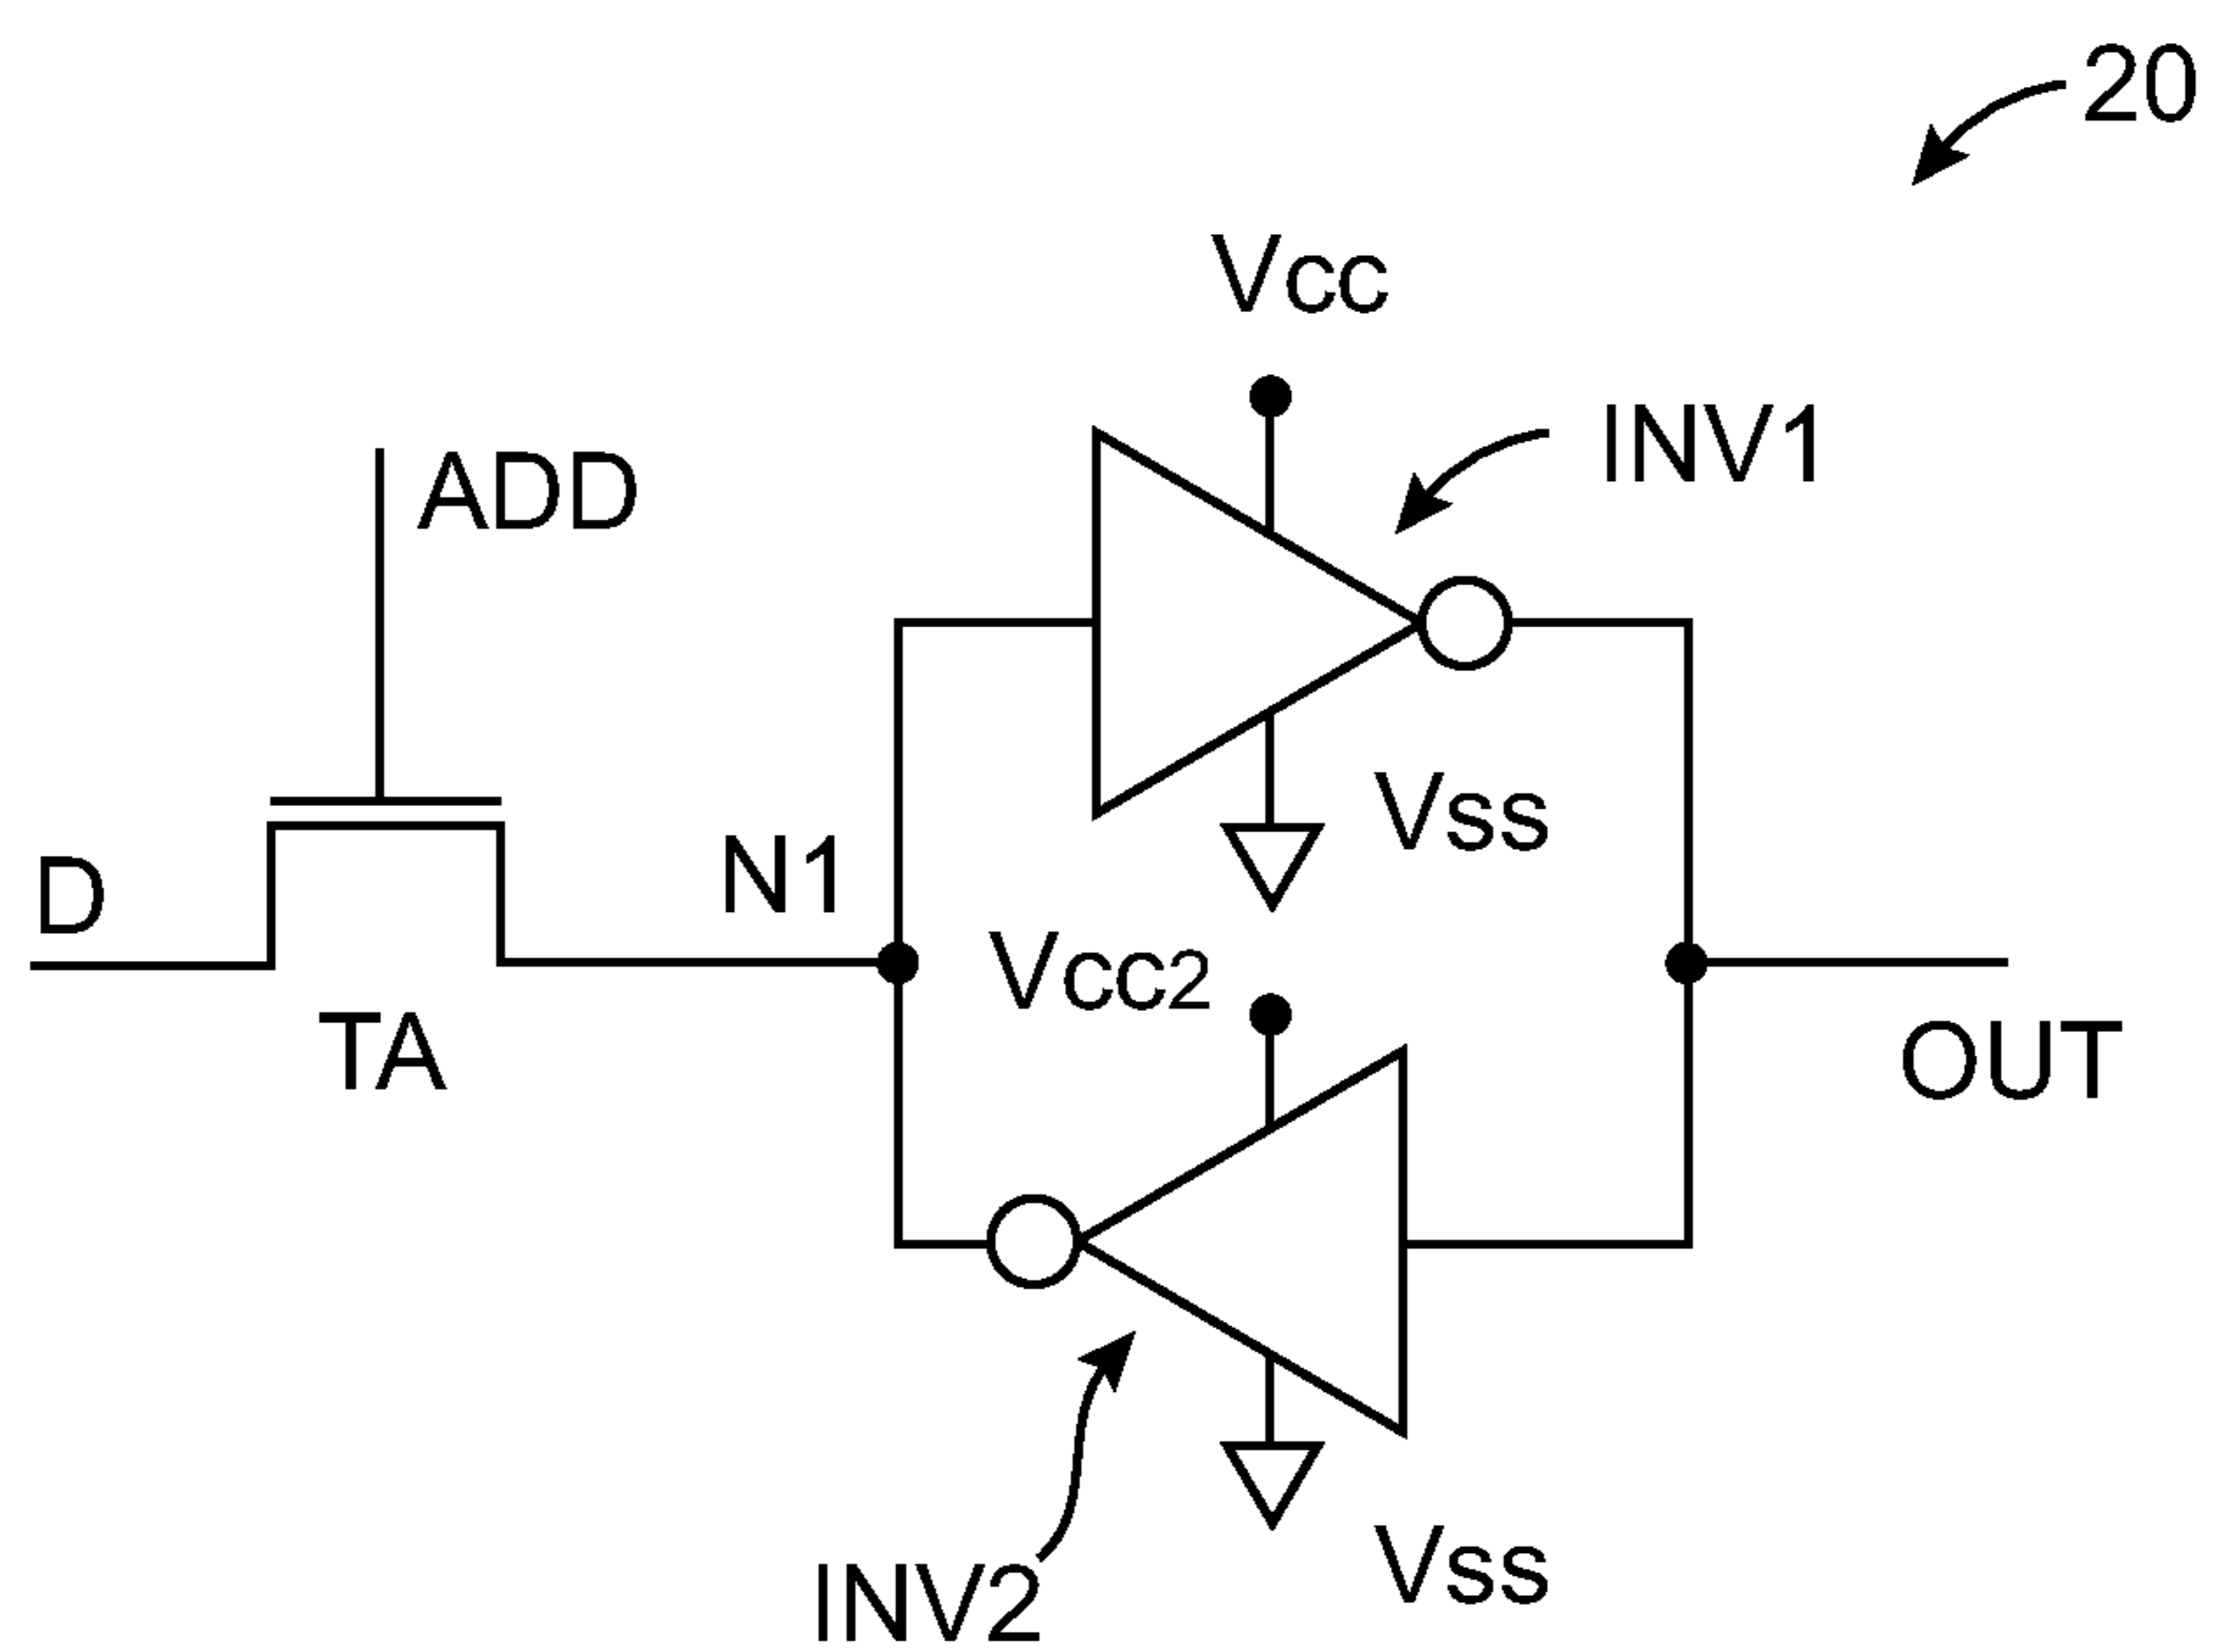 20
Vcc
INV1
ADD
Vss
N1
D
Vcc2
TA
OUT
Vss
INV2